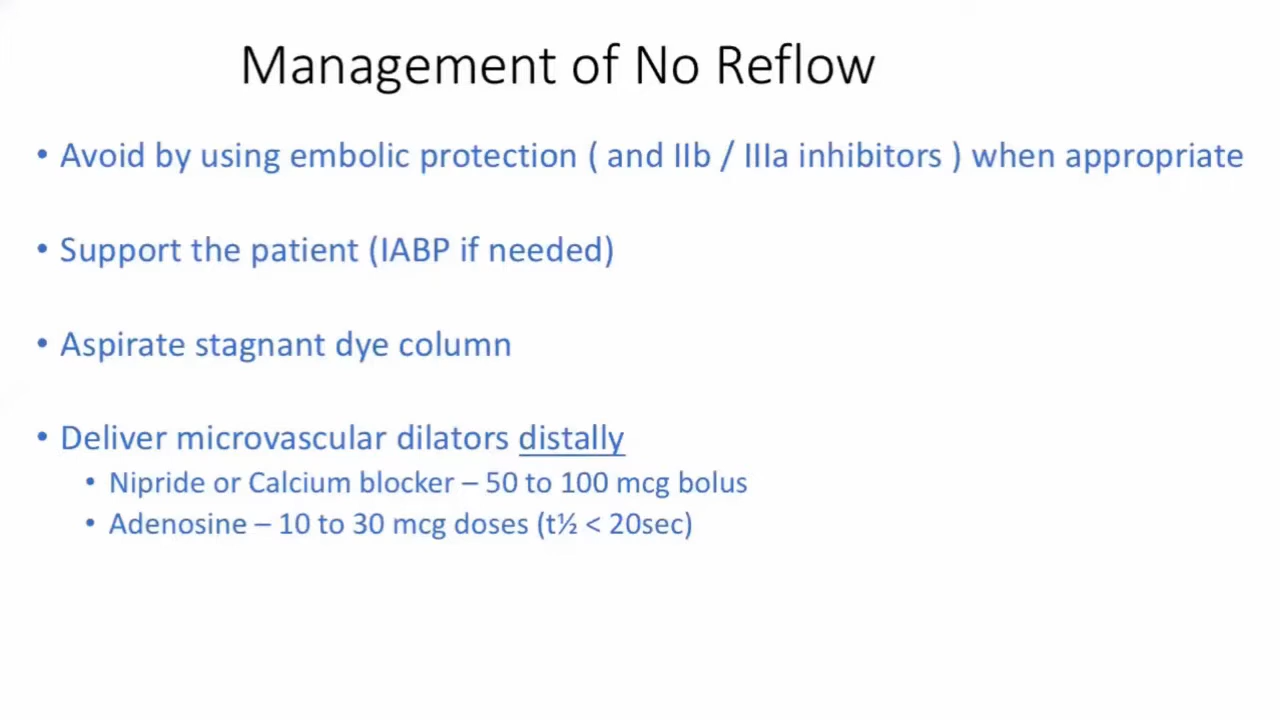 Management of No Reflow
• Avoid by using embolic protection ( and IIb / IIIa inhibitors ) when appropriate
• Support the patient (IABP if needed)
• Aspirate stagnant dye column
• Deliver microvascular dilators distally
• Nipride or Calcium blocker – 50 to 100 mcg bolus
• Adenosine – 10 to 30 mcg doses (t½ < 20sec)